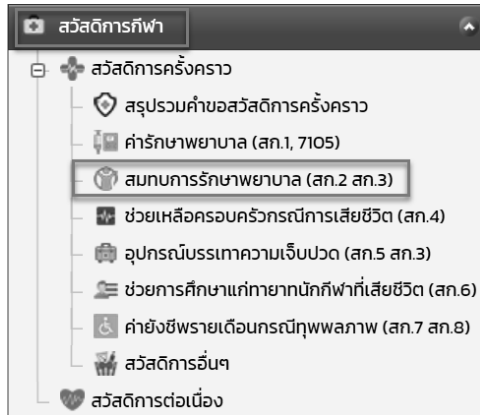 สวัสดิการกีฬา
สวัสดิการครั้งคราว
สรุปรวมคำขอสวัสดิการครั้งคราว
ค่ารักษาพยาบาล (สก.1, 7105)
สมทบการรักษาพยาบาล (สก.2 สก.3)
ช่วยเหลือครอบครัวกรณีการเสียชีวิต (สก.4)
อุปกรณ์บรรเทาความเจ็บปวด (สก.5 สก.3)
ช่วยการศึกษาแก่ทายาทนักกีฬาที่เสียชีวิต (สก.6)
ค่ายังชีพรายเดือนกรณีทุพพลภาพ (สก.7 สก.8)
สวัสดิการอื่นๆ
สวัสดิการต่อเนื่อง